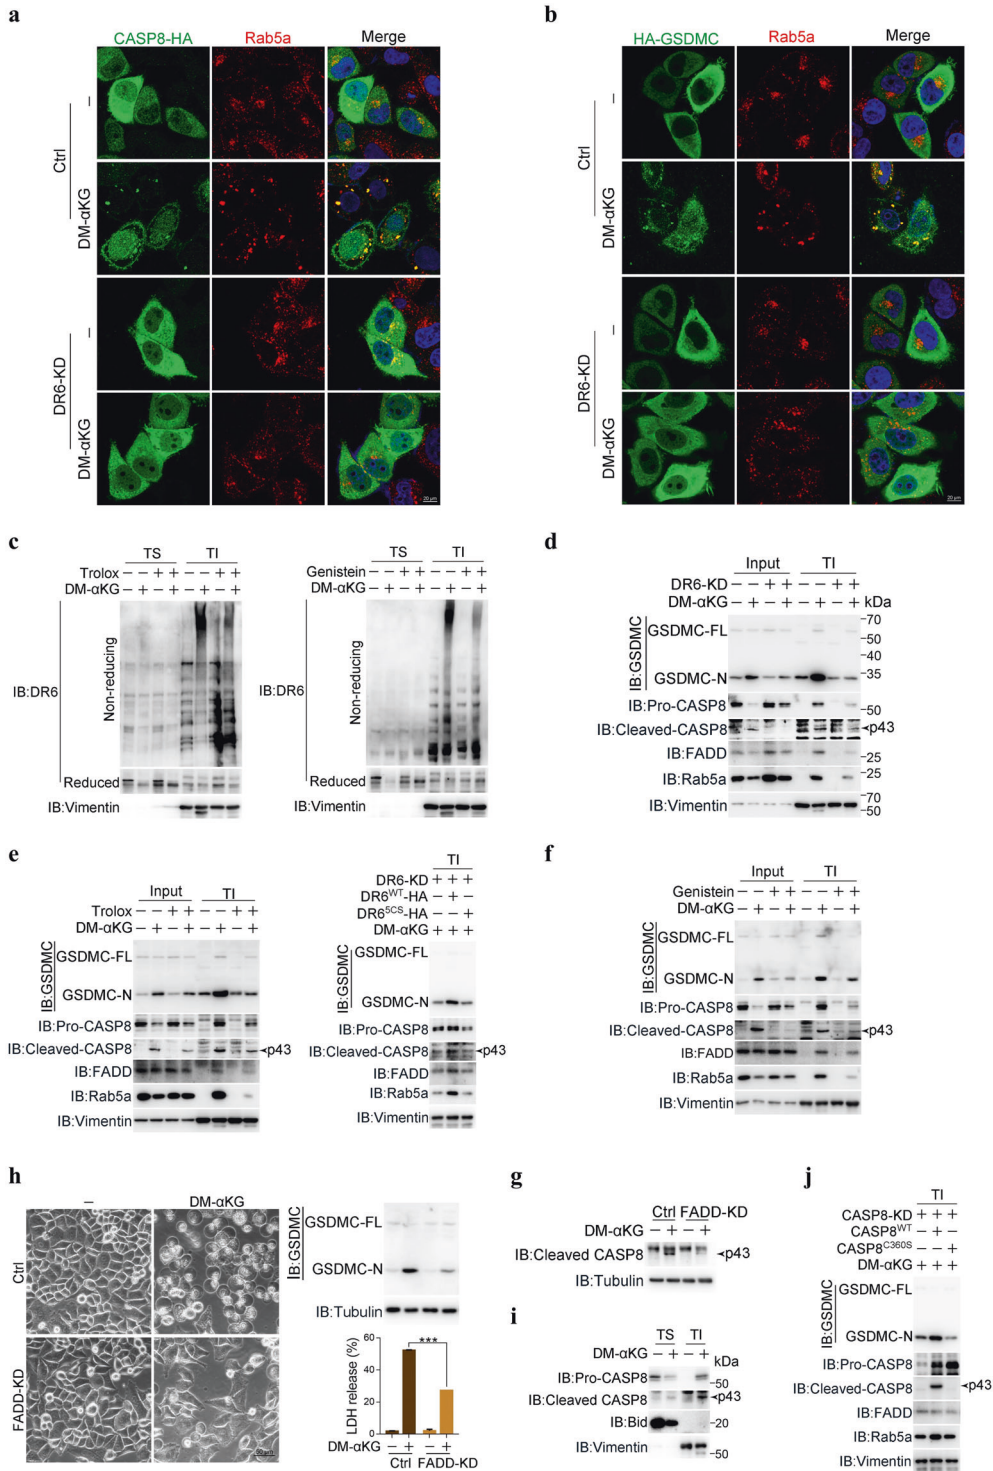 a
CASP8-HA Rab5a Merge
Ctrl
–
DM-αKG
DR6-KD
–
DM-αKG
20 μm
b
HA-GSDMC Rab5a Merge
Ctrl
–
DM-αKG
DR6-KD
–
DM-αKG
20 μm
c
TS TI
Trolox – – + + – – + +
DM-αKG – + – + – + – +
IB:DR6
Non-reducing
Reduced
IB:Vimentin
TS TI
Genistein – – + + – – + +
DM-αKG – + – + – + – +
IB:DR6
Non-reducing
Reduced
IB:Vimentin
d
Input TI
DR6-KD – – + + – – + +
DM-αKG – + – + – + – + kDa
IB:GSDMC
GSDMC-FL
70
50
40
GSDMC-N 35
IB:Pro-CASP8 50
IB:Cleaved-CASP8 p43
IB:FADD 25
IB:Rab5a 25
IB:Vimentin 70
50
e
Input TI
Trolox – – + + – – + +
DM-αKG – + – + – + – +
IB:GSDMC
GSDMC-FL
GSDMC-N
IB:Pro-CASP8
IB:Cleaved-CASP8 p43
IB:FADD
IB:Rab5a
IB:Vimentin
TI
DR6-KD + + +
DR6WT-HA – + –
DR65CS-HA – – +
DM-αKG + + +
IB:GSDMC
GSDMC-FL
GSDMC-N
IB:Pro-CASP8
IB:Cleaved-CASP8 p43
IB:FADD
IB:Rab5a
IB:Vimentin
f
Input TI
Genistein – – + + – – + +
DM-αKG – + – + – + – +
IB:GSDMC
GSDMC-FL
GSDMC-N
IB:Pro-CASP8
IB:Cleaved-CASP8 p43
IB:FADD
IB:Rab5a
IB:Vimentin
h
– DM-αKG
Ctrl
FADD-KD
50 μm
IB:GSDMC
GSDMC-FL
GSDMC-N
IB:Tubulin
LDH release (%)
60
40
20
0
***
DM-αKG – + – +
Ctrl FADD-KD
g
Ctrl FADD-KD
DM-αKG – + – +
IB:Cleaved CASP8 p43
IB:Tubulin
i
TS TI
DM-αKG – + – + kDa
IB:Pro-CASP8 50
IB:Cleaved CASP8 p43
IB:Bid 20
IB:Vimentin 50
j
TI
CASP8-KD + + +
CASP8WT – + –
CASP8C360S – – +
DM-αKG + + +
IB:GSDMC
GSDMC-FL
GSDMC-N
IB:Pro-CASP8
IB:Cleaved-CASP8 p43
IB:FADD
IB:Rab5a
IB:Vimentin